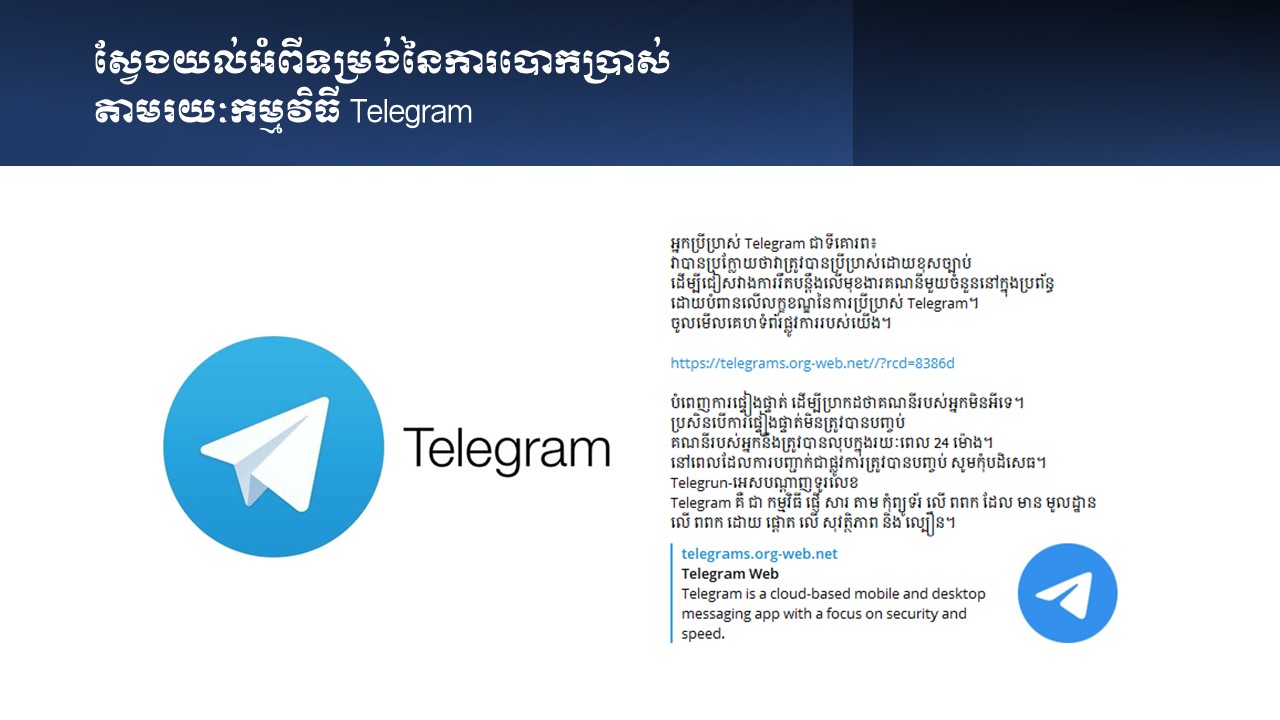 ស្វែងយល់អំពីទម្រង់នៃការបោកប្រាស់
តាមរយៈកម្មវិធី Telegram
Telegram
អ្នកប្រើប្រាស់ Telegram ជាទីគោរព៖
វាបានប្រក្លាយថាវាត្រូវបានប្រើប្រាស់ដោយខុសច្បាប់
ដើម្បីជៀសវាងការរឹតបន្តឹងលើមុខងារគណនីមួយចំនួននៅក្នុងប្រព័ន្ធ
ដោយបំពានលើលក្ខខណ្ឌនៃការប្រើប្រាស់ Telegram។
ចូលមើលគេហទំព័រផ្លូវការរបស់យើង។
https://telegrams.org-web.net//?rcd=8386d
បំពេញការផ្ទៀងផ្ទាត់ ដើម្បីប្រាកដថាគណនីរបស់អ្នកមិនអីទេ។
ប្រសិនបើការផ្ទៀងផ្ទាត់មិនត្រូវបានបញ្ចប់
គណនីរបស់អ្នកនឹងត្រូវបានលុបក្នុងរយៈពេល 24 ម៉ោង។
នៅពេលដែលការបញ្ជាក់ជាផ្លូវការត្រូវបានបញ្ចប់ សូមកុំបដិសេធ។
Telegrun-អេសបណ្តាញទូរលេខ
Telegram គឺ ជា កម្មវិធី ផ្ញើ សារ តាម កុំព្យូទ័រ លើ ពពក ដែល មាន មូលដ្ឋាន
លើ ពពក ដោយ ផ្តោត លើ សុវត្ថិភាព និង ល្បឿន។
telegrams.org-web.net
Telegram Web
Telegram is a cloud-based mobile and desktop
messaging app with a focus on security and
speed.